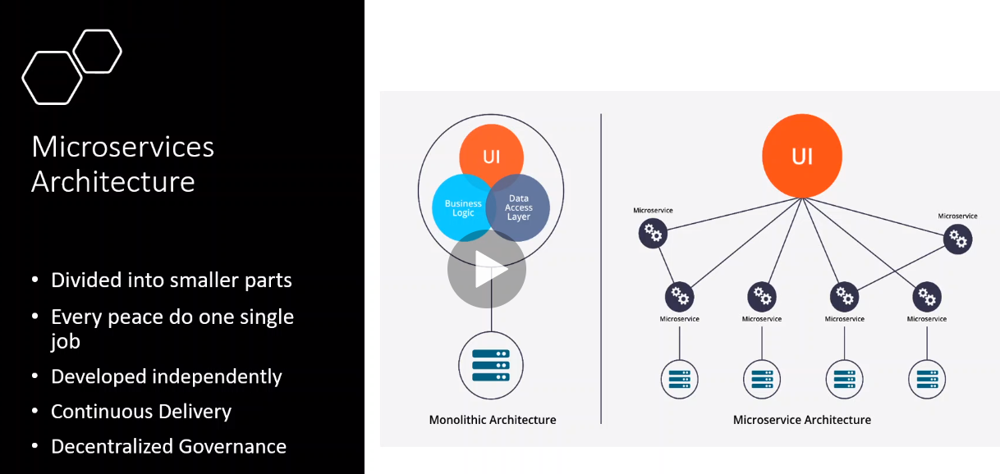 Microservices
Architecture
• Divided into smaller parts
• Every peace do one single
job
• Developed independently
• Continuous Delivery
• Decentralized Governance
UI
Business
Logic
Data
Access
Layer
Monolithic Architecture
UI
Microservice
Microservice
Microservice
Microservice
Microservice
Microservice
Microservice Architecture